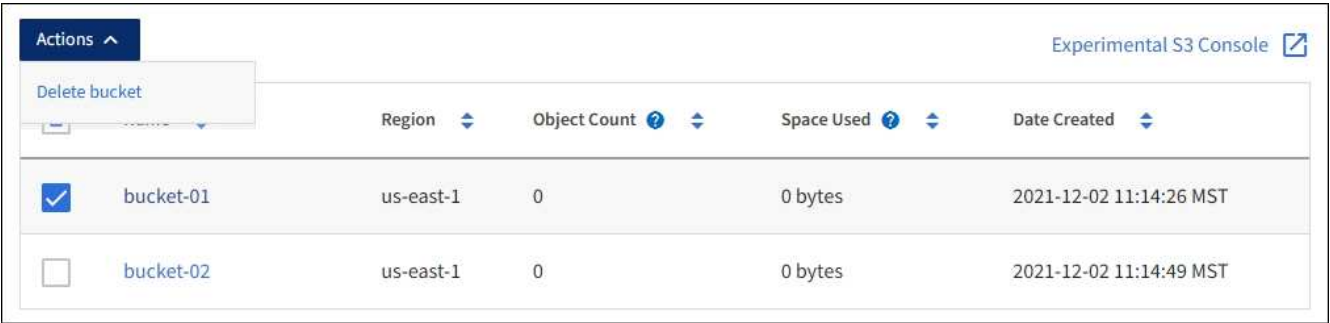 Actions
Experimental S3 Console
Delete bucket
Region Object Count ? Space Used ? Date Created
bucket-01 us-east-1 0 0 bytes 2021-12-02 11:14:26 MST
bucket-02 us-east-1 0 0 bytes 2021-12-02 11:14:49 MST